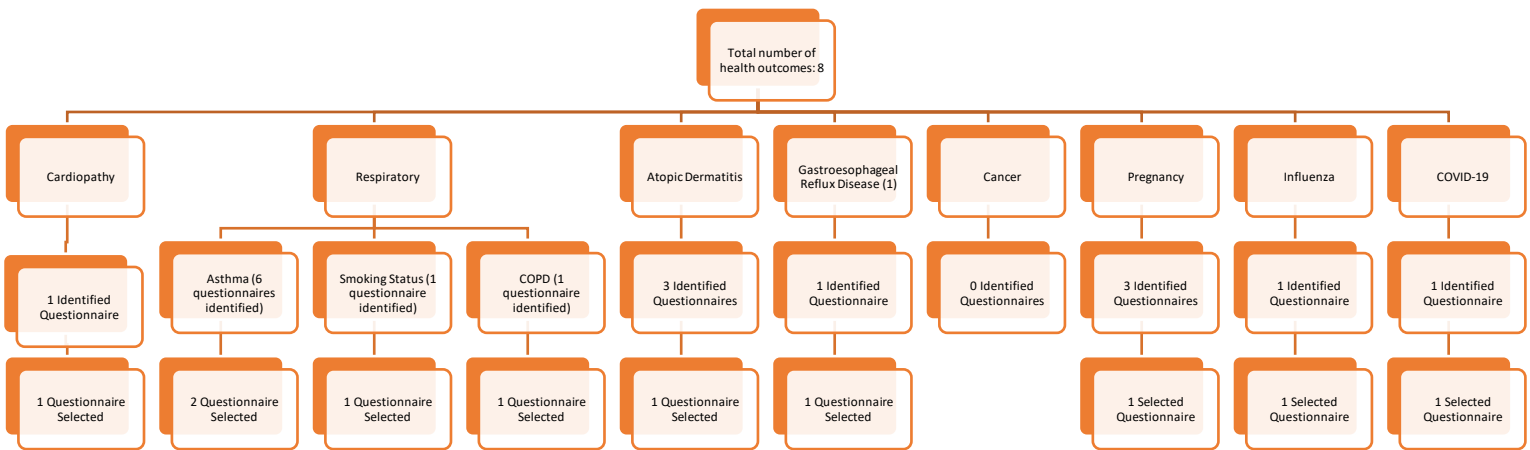 Total number of
health outcomes: 8
Cardiopathy
Respiratory
Atopic Dermatitis
Gastroesophageal
Reflux Disease (1)
Cancer
Pregnancy
Influenza
COVID-19
1 Identified
Questionnaire
Asthma (6
questionnaires
identified)
Smoking Status (1
questionnaire
identified)
COPD (1
questionnaire
identified)
3 Identified
Questionnaires
1 Identified
Questionnaire
0 Identified
Questionnaires
3 Identified
Questionnaires
1 Identified
Questionnaire
1 Identified
Questionnaire
1 Questionnaire
Selected
2 Questionnaire
Selected
1 Questionnaire
Selected
1 Questionnaire
Selected
1 Questionnaire
Selected
1 Questionnaire
Selected
1 Selected
Questionnaire
1 Selected
Questionnaire
1 Selected
Questionnaire